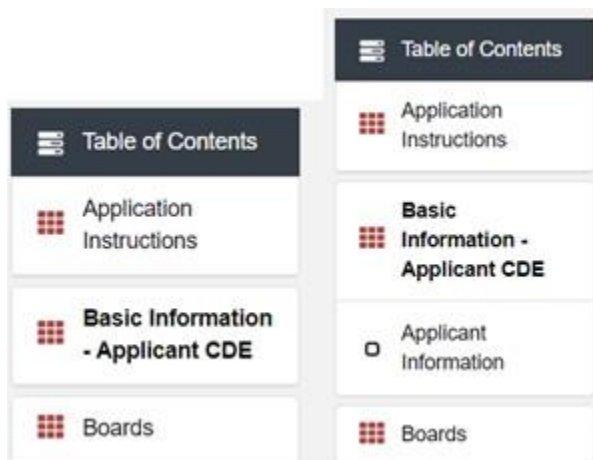 Table of Contents
Application
Instructions
Basic Information
- Applicant CDE
Boards
Table of Contents
Application
Instructions
Basic
Information -
Applicant CDE
Applicant
Information
Boards